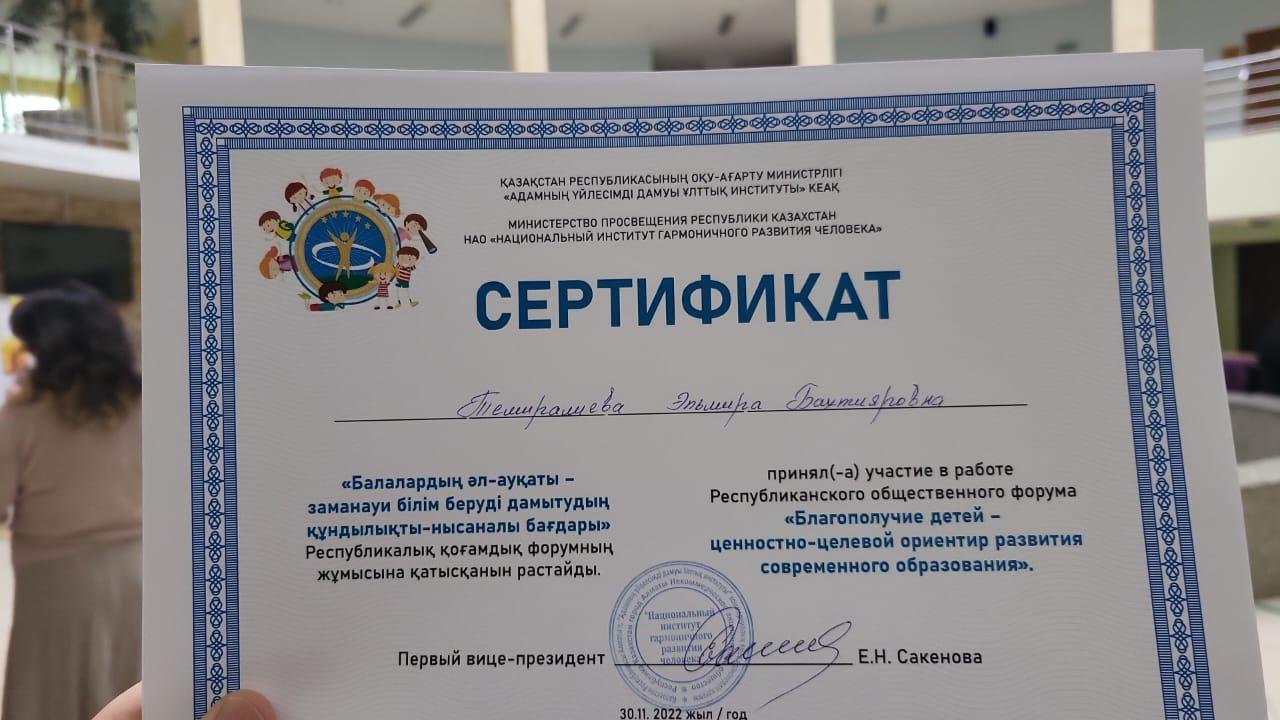 ҚАЗАҚСТАН РЕСПУБЛИКАСЫНЫҢ ОҚУ-АҒАРТУ МИНИСТРЛІГІ
«АДАМНЫҢ ҮЙЛЕСІМДІ ДАМУЫ ҰЛТТЫҚ ИНСТИТУТЫ» КЕАҚ
МИНИСТЕРСТВО ПРОСВЕЩЕНИЯ РЕСПУБЛИКИ КАЗАХСТАН
НАО «НАЦИОНАЛЬНЫЙ ИНСТИТУТ ГАРМОНИЧНОГО РАЗВИТИЯ ЧЕЛОВЕКА»
СЕРТИФИКАТ
Темиралиева Эльмира Бахтияровна
«Балалардың әл-ауқаты –
заманауи білім беруді дамытудың
құндылықты-нысаналы бағдары»
Республикалық қоғамдық форумның
жұмысына қатысқанын растайды.
принял(-а) участие в работе
Республиканского общественного форума
«Благополучие детей –
ценностно-целевой ориентир развития
современного образования».
"Национальный
институт
гармоничного
развития
человека"
Первый вице-президент Е.Н. Сакенова
30.11. 2022 жыл / год